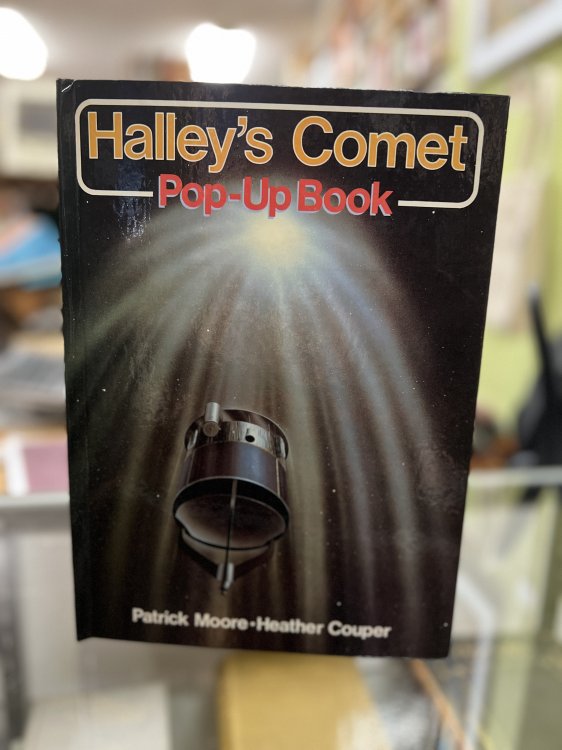 Halley's Comet
Pop-Up Book
Patrick Moore•Heather Couper